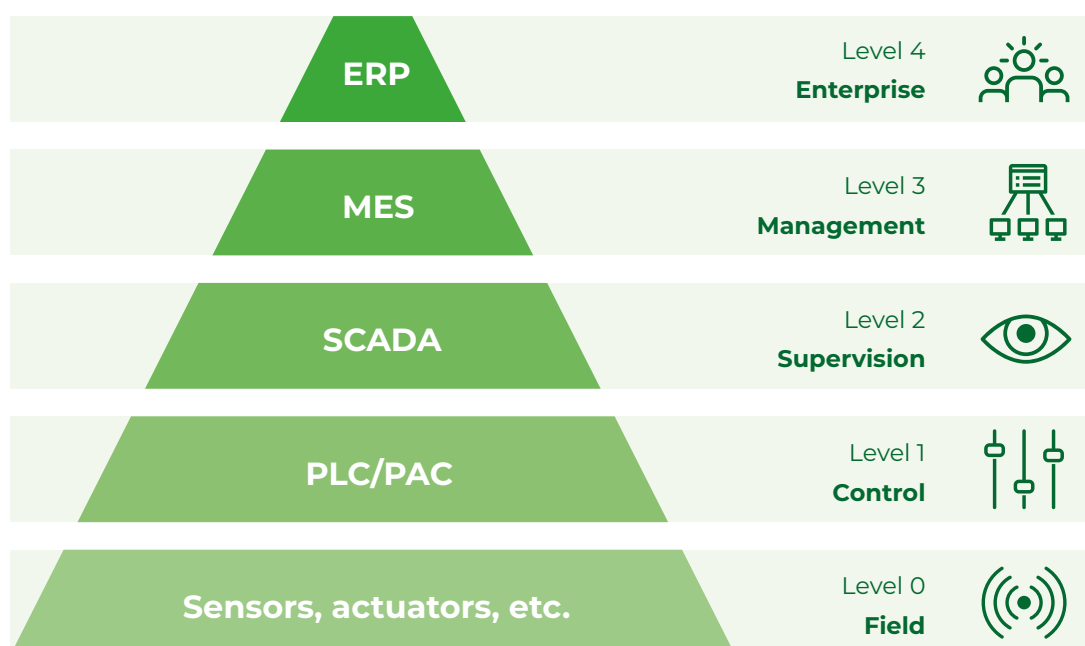 ERP
Level 4
Enterprise
MES
Level 3
Management
SCADA
Level 2
Supervision
PLC/PAC
Level 1
Control
Sensors, actuators, etc.
Level 0
Field